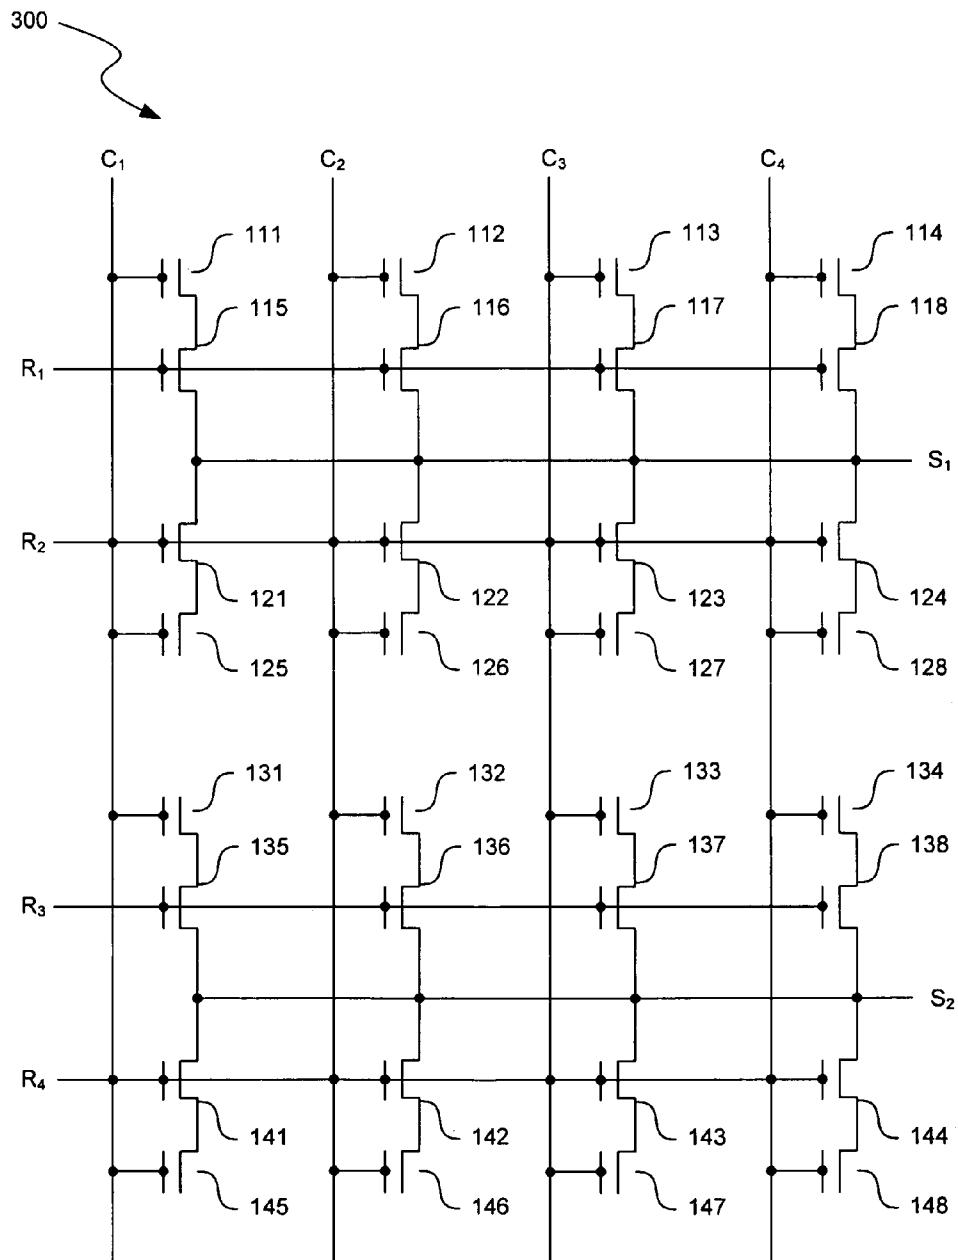 300
C₁ C₂ C₃ C₄
111 112 113 114
115 116 117 118
R₁
S₁
R₂
121 122 123 124
125 126 127 128
131 132 133 134
135 136 137 138
R₃
S₂
R₄
141 142 143 144
145 146 147 148